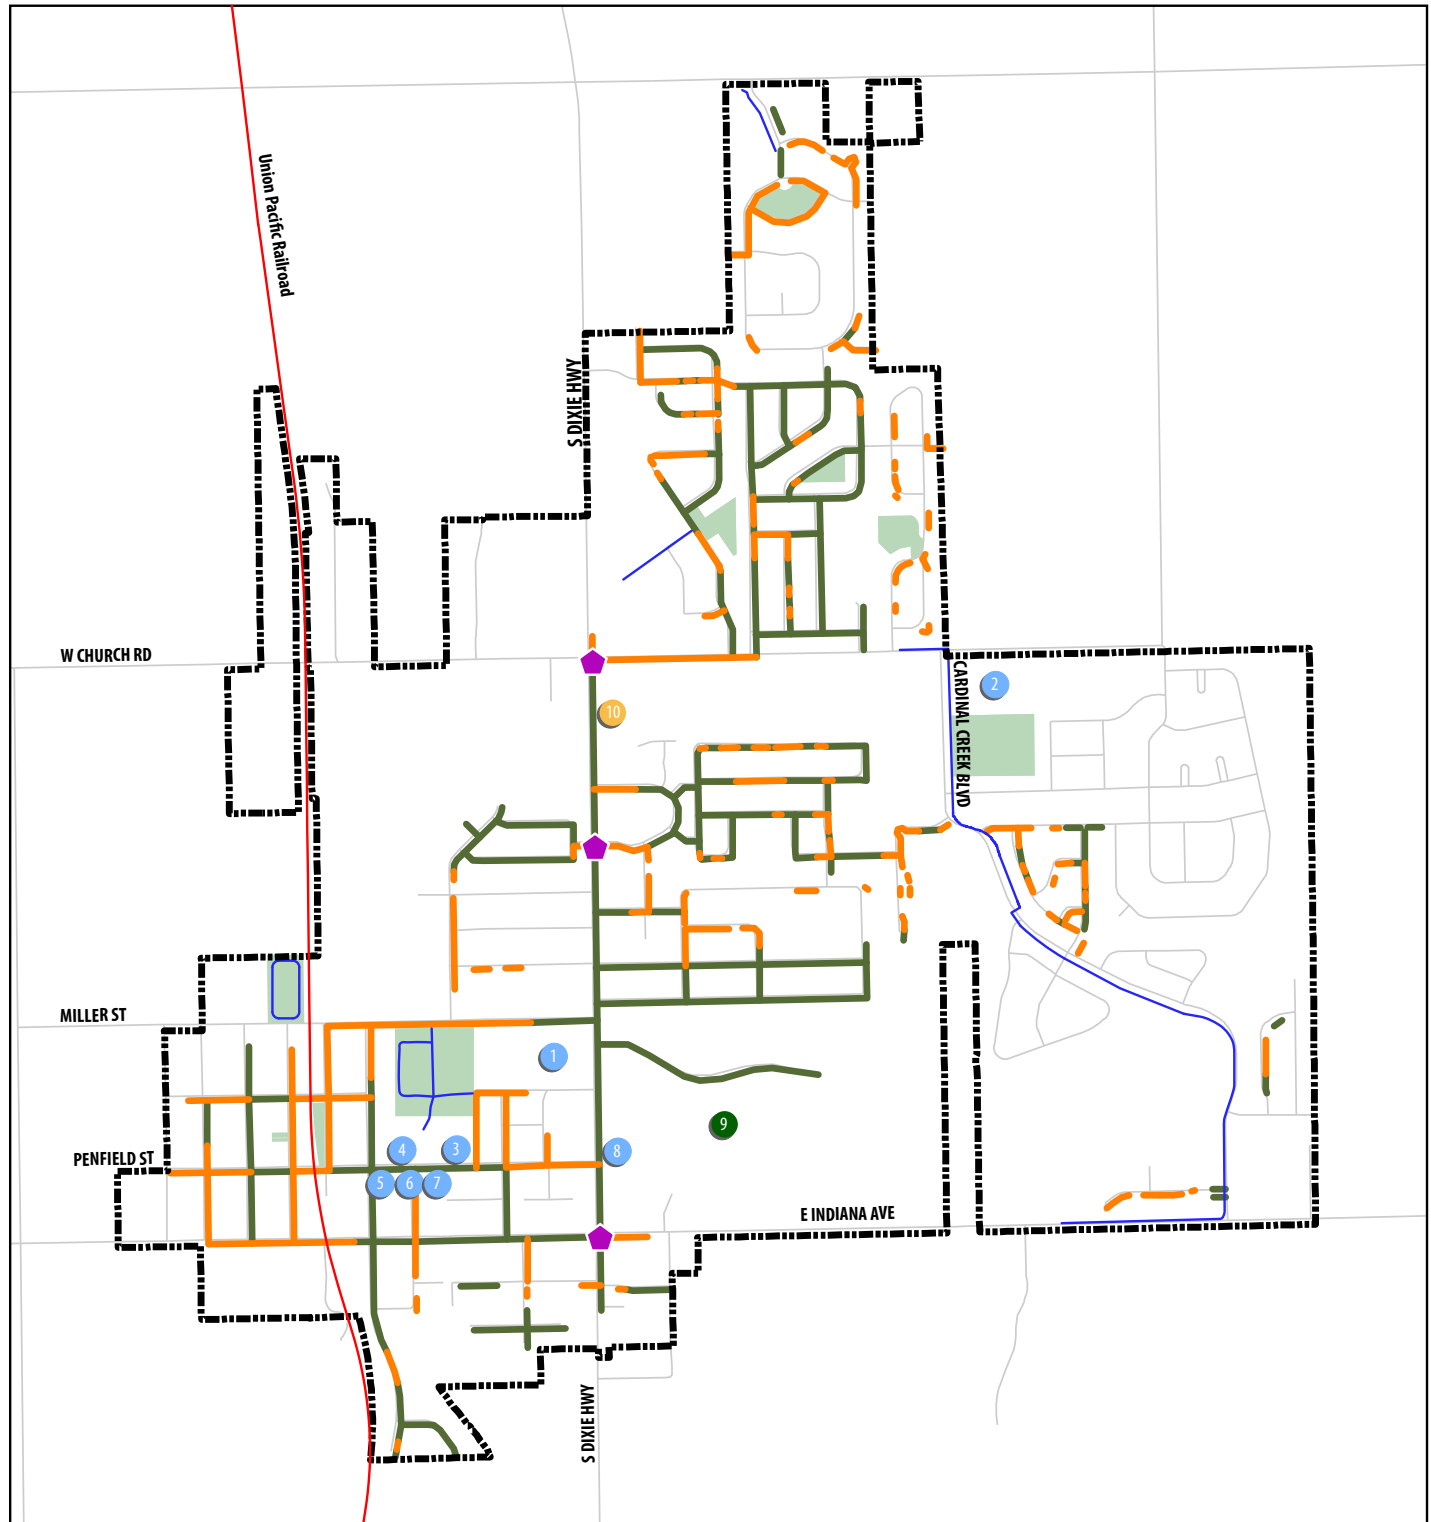 Union Pacific Railroad
S DIXIE HWY
W CHURCH RD
CARDINAL CREEK BLVD
2
10
MILLER ST
1
9
PENFIELD ST
4
3
8
5
6
7
E INDIANA AVE
S DIXIE HWY